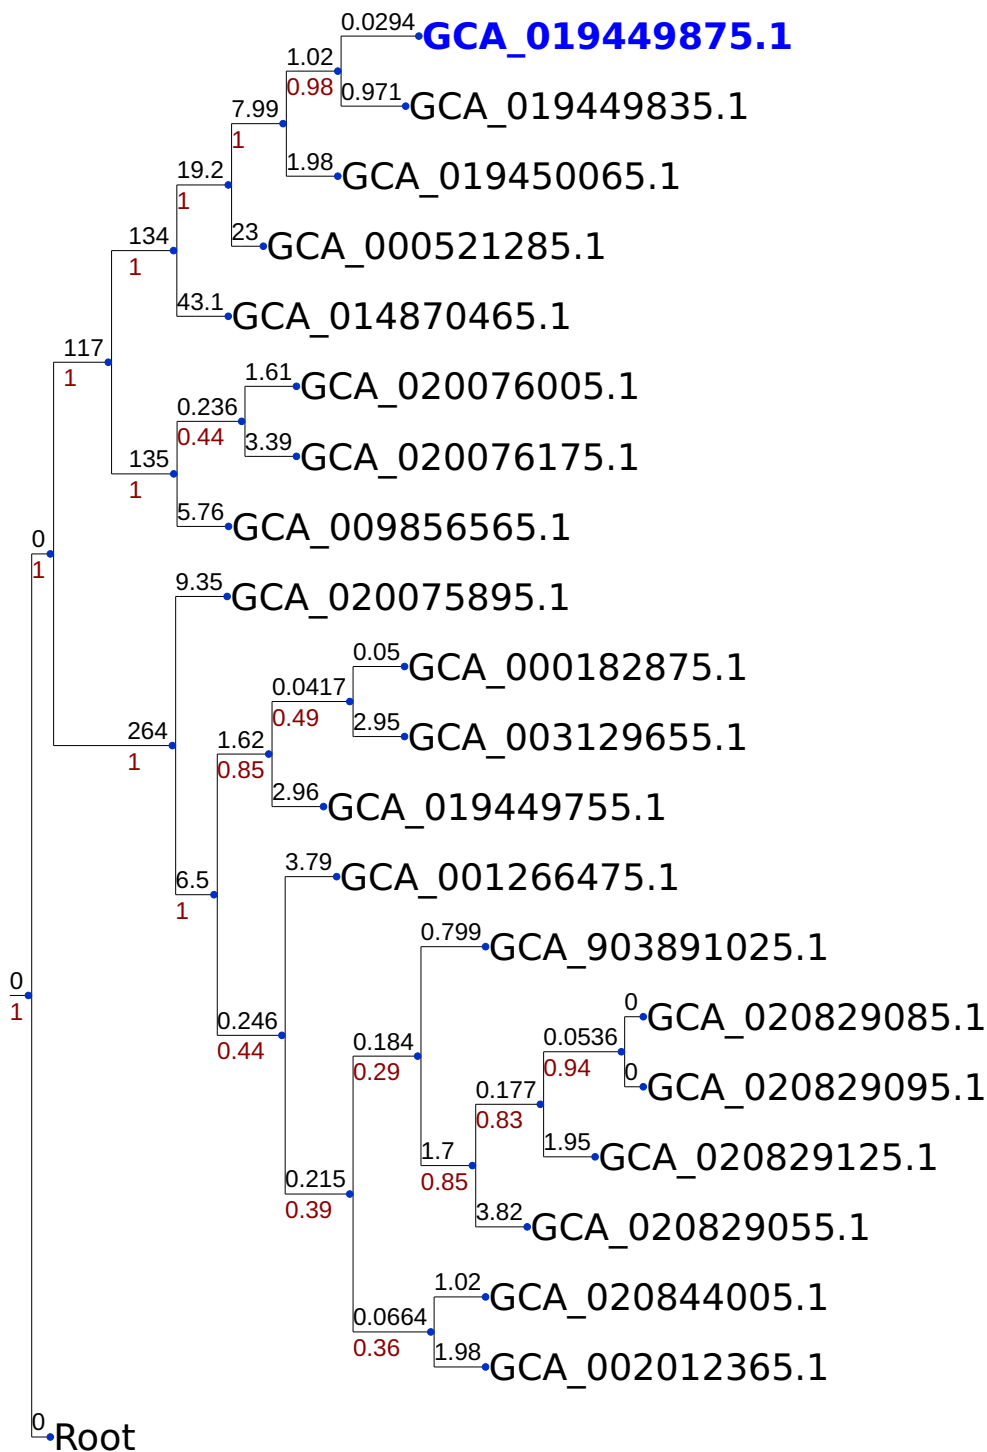 0.0294
GCA_019449875.1
1.02
0.98
0.971
GCA_019449835.1
7.99
1
1.98
GCA_019450065.1
19.2
1
23
GCA_000521285.1
134
1
43.1
GCA_014870465.1
117
1
1.61
GCA_020076005.1
0.236
0.44
3.39
GCA_020076175.1
135
1
5.76
GCA_009856565.1
0
1
9.35
GCA_020075895.1
0.05
GCA_000182875.1
0.0417
0.49
2.95
GCA_003129655.1
264
1
1.62
0.85
2.96
GCA_019449755.1
3.79
GCA_001266475.1
6.5
1
0.799
GCA_903891025.1
0
1
0
GCA_020829085.1
0.246
0.44
0.184
0.29
0.0536
0.94
0
GCA_020829095.1
0.177
0.83
1.95
GCA_020829125.1
1.7
0.85
0.215
0.39
3.82
GCA_020829055.1
1.02
GCA_020844005.1
0.0664
0.36
1.98
GCA_002012365.1
0
Root